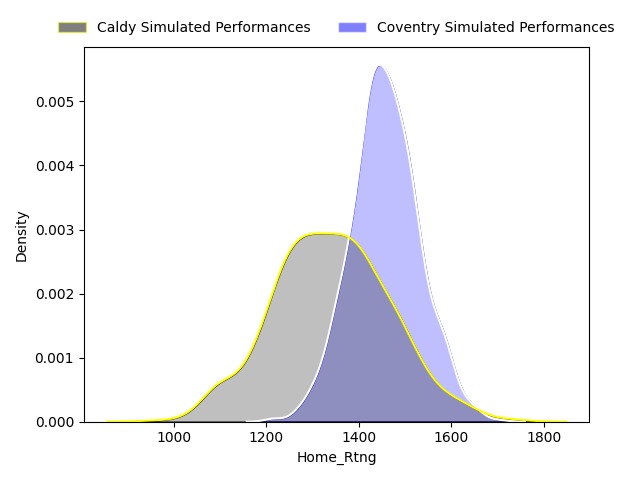 Caldy Simulated Performances
Coventry Simulated Performances
0.005
0.004
0.003
0.002
0.001
0.000
Density
1000
1200
1400
1600
1800
Home_Rtng